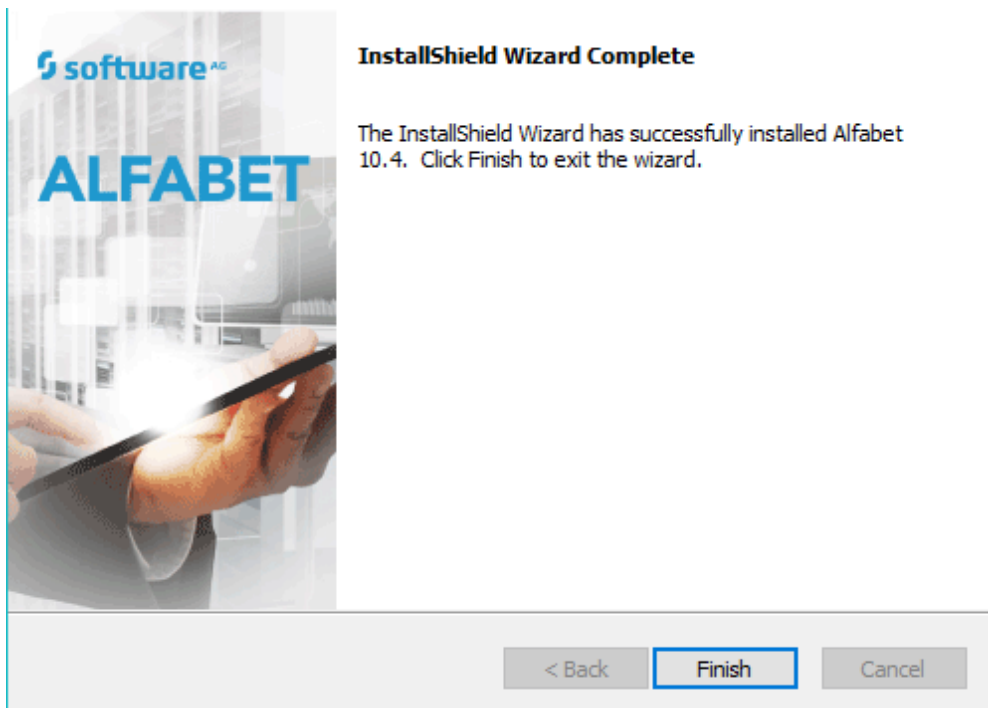 software AG
ALFABET
InstallShield Wizard Complete
The InstallShield Wizard has successfully installed Alfabet
10.4. Click Finish to exit the wizard.
< Back
Finish
Cancel